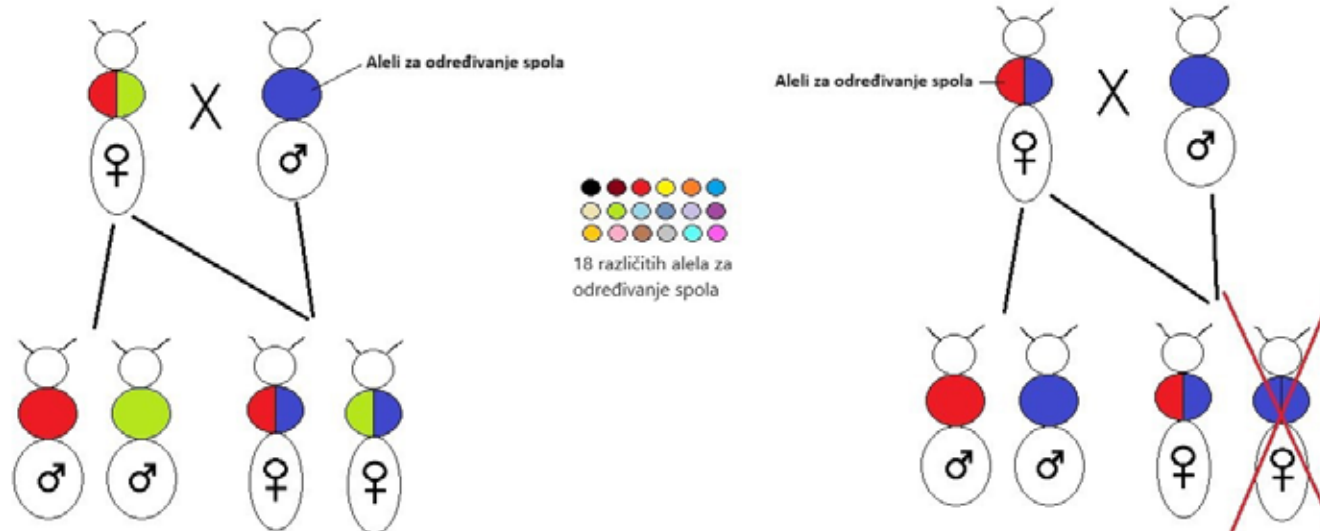 Aleli za određivanje spola
Aleli za određivanje spola
18 različitih alela za
određivanje spola